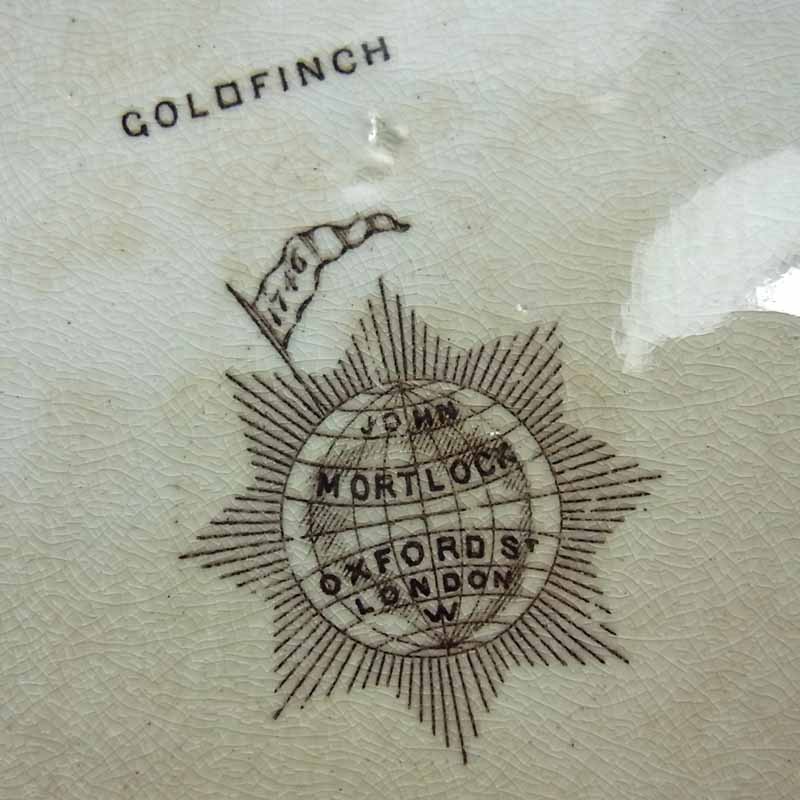 GOLDFINCH
1746
JOHN
MORTLOCK
OXFORD ST
LONDON
W